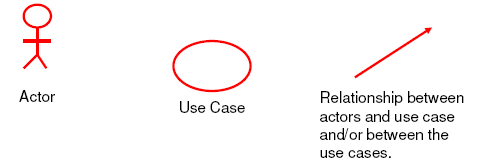 Actor
Use Case
Relationship between
actors and use case
and/or between the
use cases.